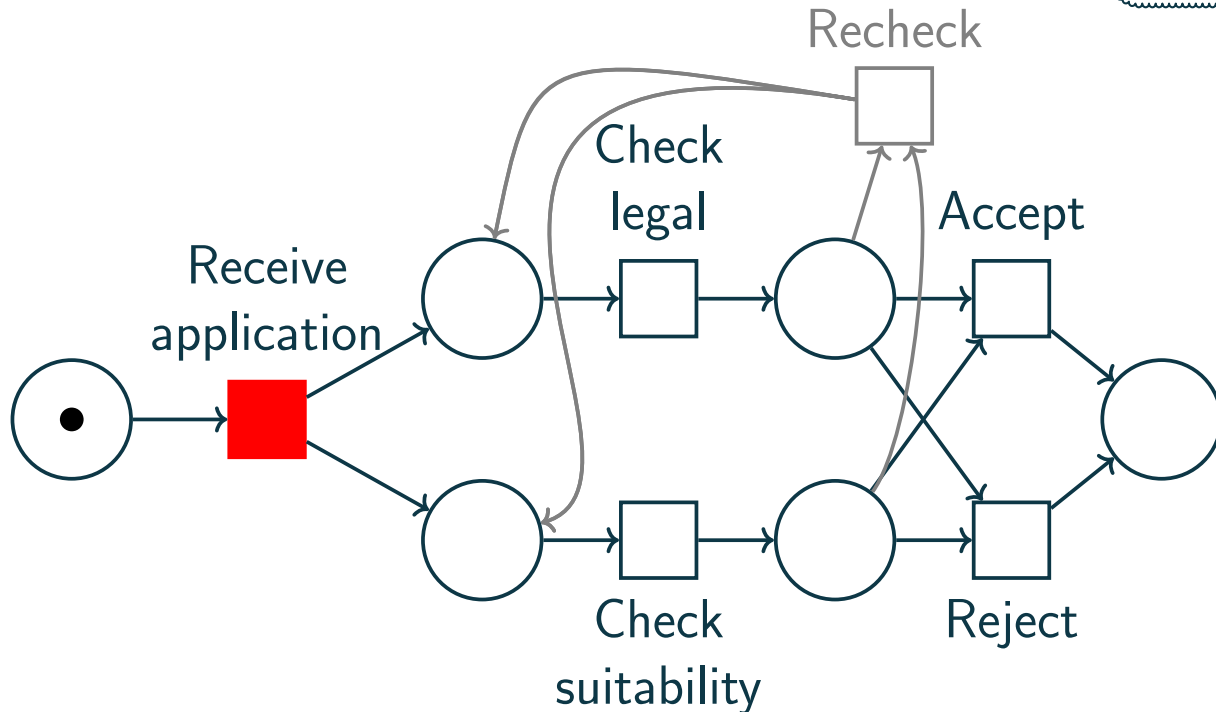 Recheck
Check
legal
Accept
Receive
application
Check
suitability
Reject